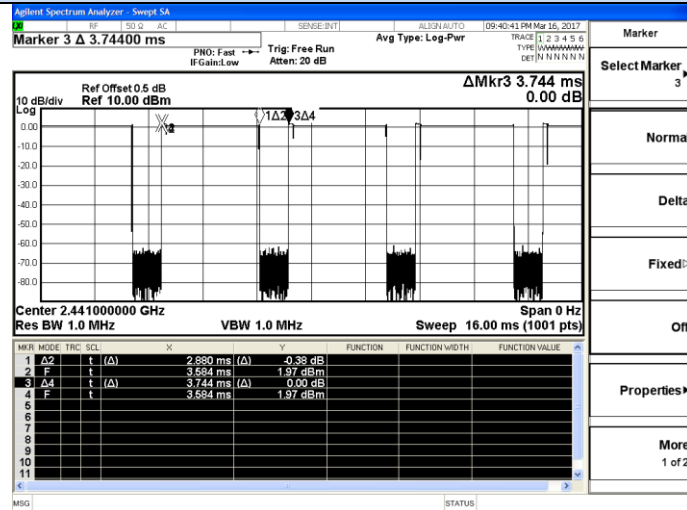 Agilent Spectrum Analyzer - Swept SA
RF 50 Ω AC SENSE:INT ALIGN AUTO 09:40:41 PM Mar 16, 2017
Marker 3 Δ 3.74400 ms
PNO: Fast Trig: Free Run Avg Type: Log-Pwr TRACE 1 2 3 4 5 6
IFGain:Low Atten: 20 dB TYPE WWWWWW
DET N N N N N N
Ref Offset 0.5 dB ΔMkr3 3.744 ms
10 dB/div Ref 10.00 dBm 0.00 dB
Log
1Δ2 3Δ4
0.00
-10.0
-20.0
-30.0
-40.0
-50.0
-60.0
-70.0
-80.0
Center 2.441000000 GHz Span 0 Hz
Res BW 1.0 MHz VBW 1.0 MHz Sweep 16.00 ms (1001 pts)
MKR MODE TRC SCL X Y FUNCTION FUNCTION WIDTH FUNCTION VALUE
1 Δ2 t (Δ) 2.880 ms (Δ) -0.38 dB
2 F t 3.584 ms 1.97 dBm
3 Δ4 t (Δ) 3.744 ms (Δ) 0.00 dB
4 F t 3.584 ms 1.97 dBm
5
6
7
8
9
10
11
MSG STATUS
Marker
Select Marker
3
Norma
Delta
Fixed
Off
Properties
More
1 of 2